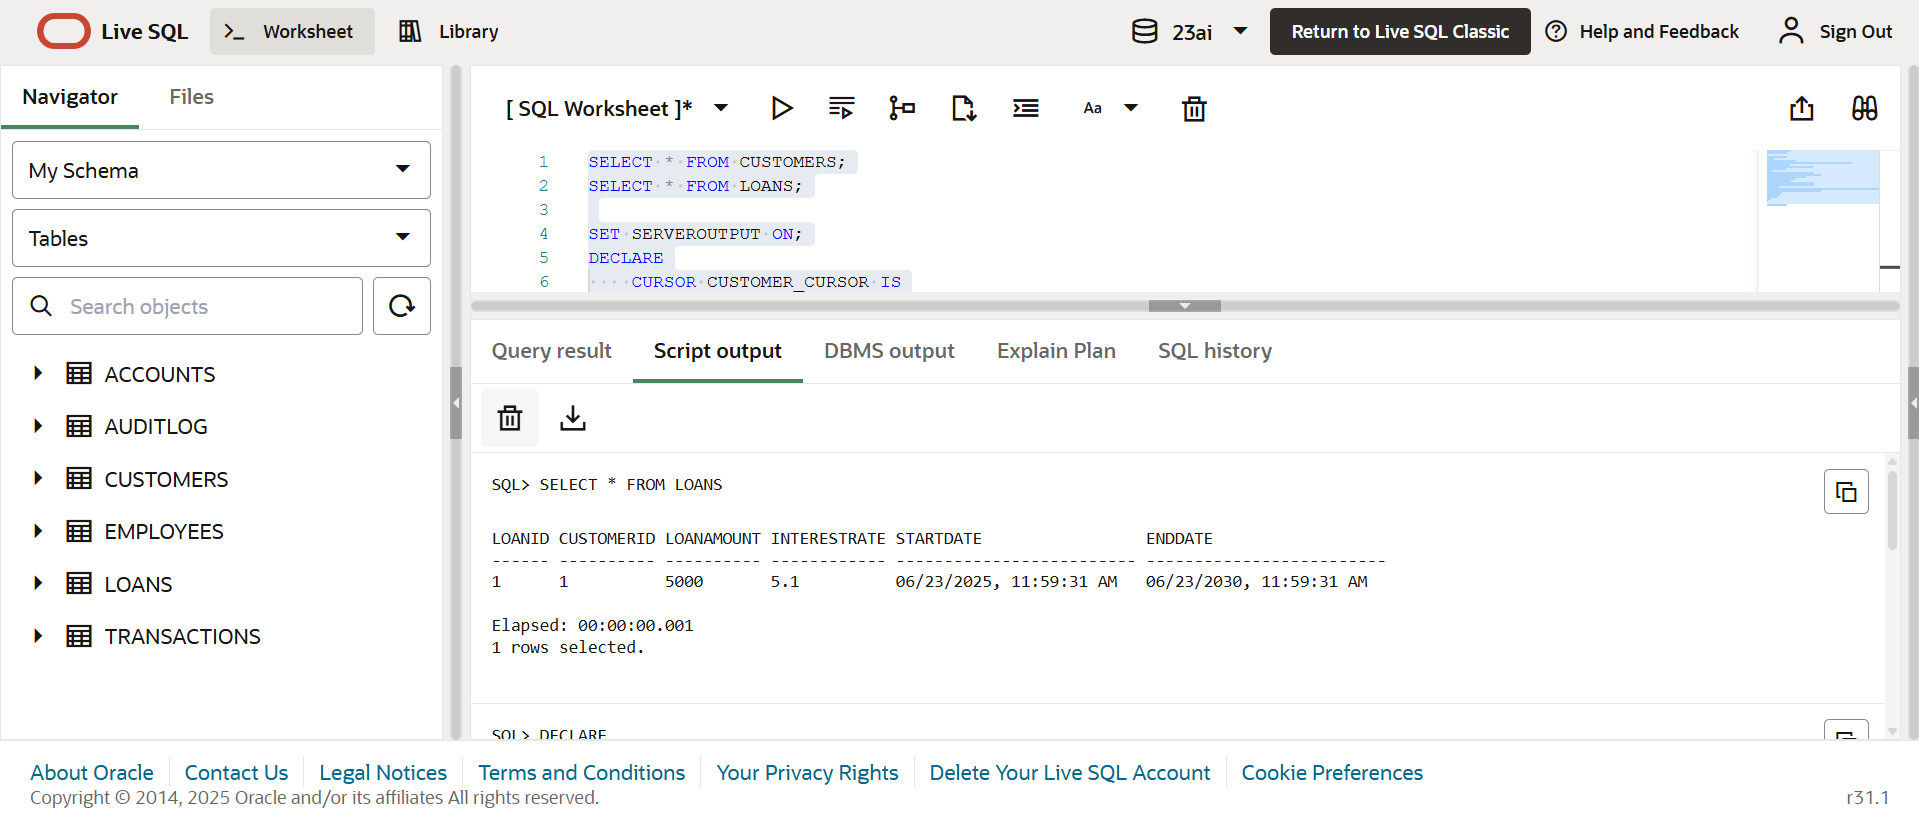 Live SQL
Worksheet
Library
23ai
Return to Live SQL Classic
Help and Feedback
Sign Out
Navigator
Files
My Schema
Tables
Search objects
ACCOUNTS
AUDITLOG
CUSTOMERS
EMPLOYEES
LOANS
TRANSACTIONS
[ SQL Worksheet ]*
Aa
1 SELECT * FROM CUSTOMERS;
2 SELECT * FROM LOANS;
3
4 SET SERVEROUTPUT ON;
5 DECLARE
6 CURSOR CUSTOMER_CURSOR IS
Query result
Script output
DBMS output
Explain Plan
SQL history
SQL> SELECT * FROM LOANS
LOANID CUSTOMERID LOANAMOUNT INTERESTRATE STARTDATE ENDDATE
------ ---------- ---------- ------------ ------------------------- -------------------------
1 1 5000 5.1 06/23/2025, 11:59:31 AM 06/23/2030, 11:59:31 AM
Elapsed: 00:00:00.001
1 rows selected.
SQL> DECLARE
About Oracle
Contact Us
Legal Notices
Terms and Conditions
Your Privacy Rights
Delete Your Live SQL Account
Cookie Preferences
Copyright © 2014, 2025 Oracle and/or its affiliates All rights reserved.
r31.1